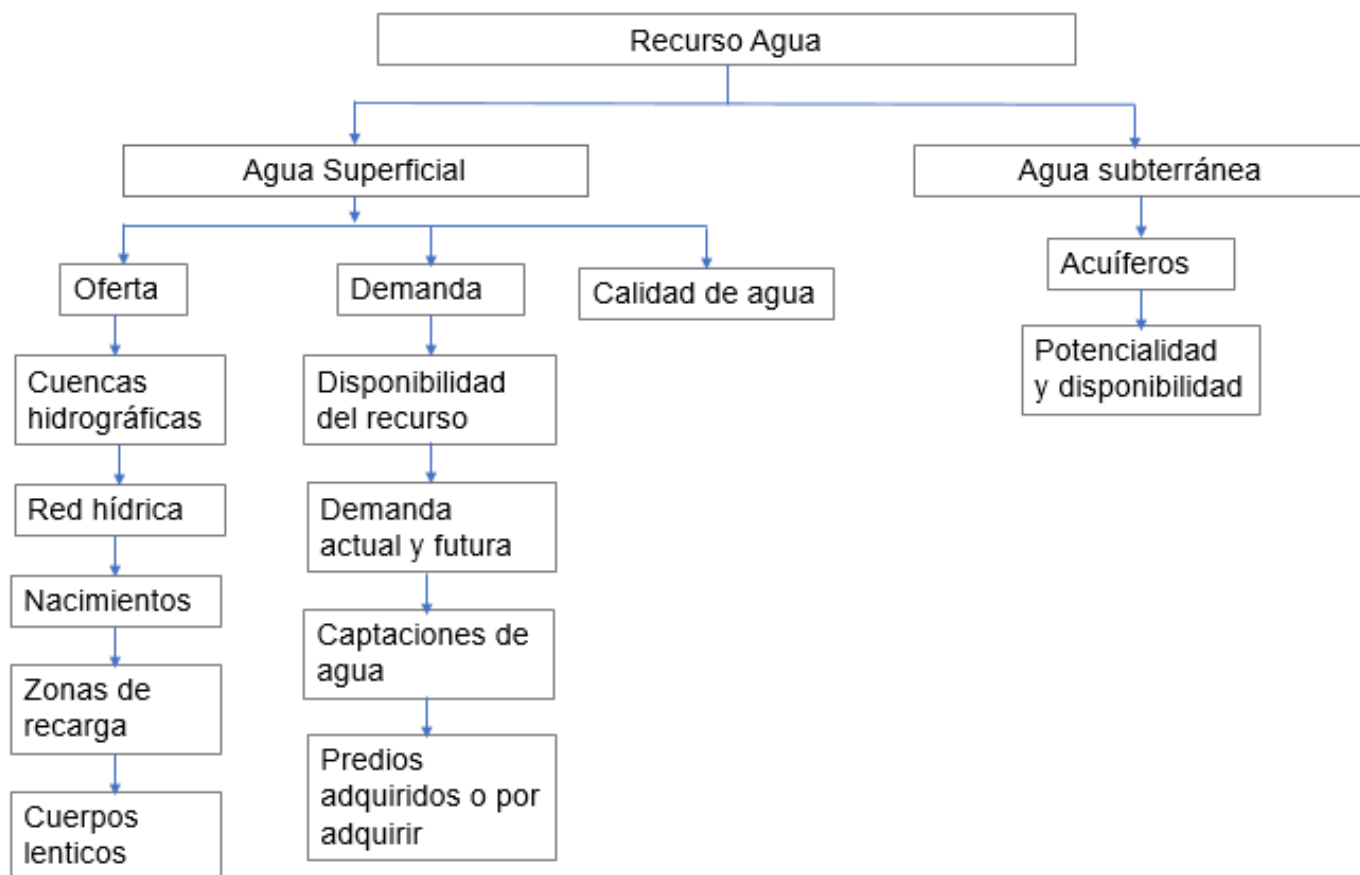 Recurso Agua
Agua Superficial
Agua subterránea
Oferta
Demanda
Calidad de agua
Acuíferos
Cuencas
hidrográficas
Disponibilidad
del recurso
Potencialidad
y disponibilidad
Red hídrica
Demanda
actual y futura
Nacimientos
Captaciones de
agua
Zonas de
recarga
Predios
adquiridos o por
adquirir
Cuerpos
lenticos